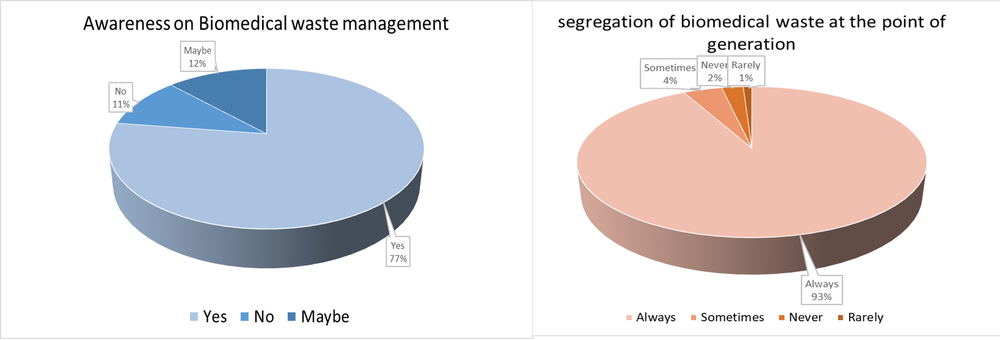 Awareness on Biomedical waste management
Maybe
12%
No
11%
Yes
77%
Yes No Maybe
segregation of biomedical waste at the point of
generation
Sometimes
4%
Never
2%
Rarely
1%
Always
93%
Always Sometimes Never Rarely